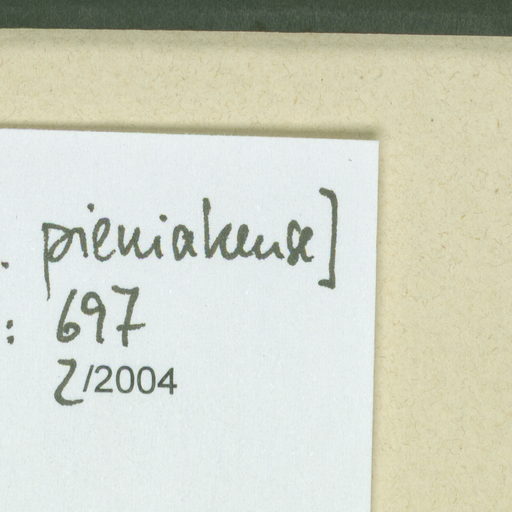 . pieniakense]
: 697
2/2004